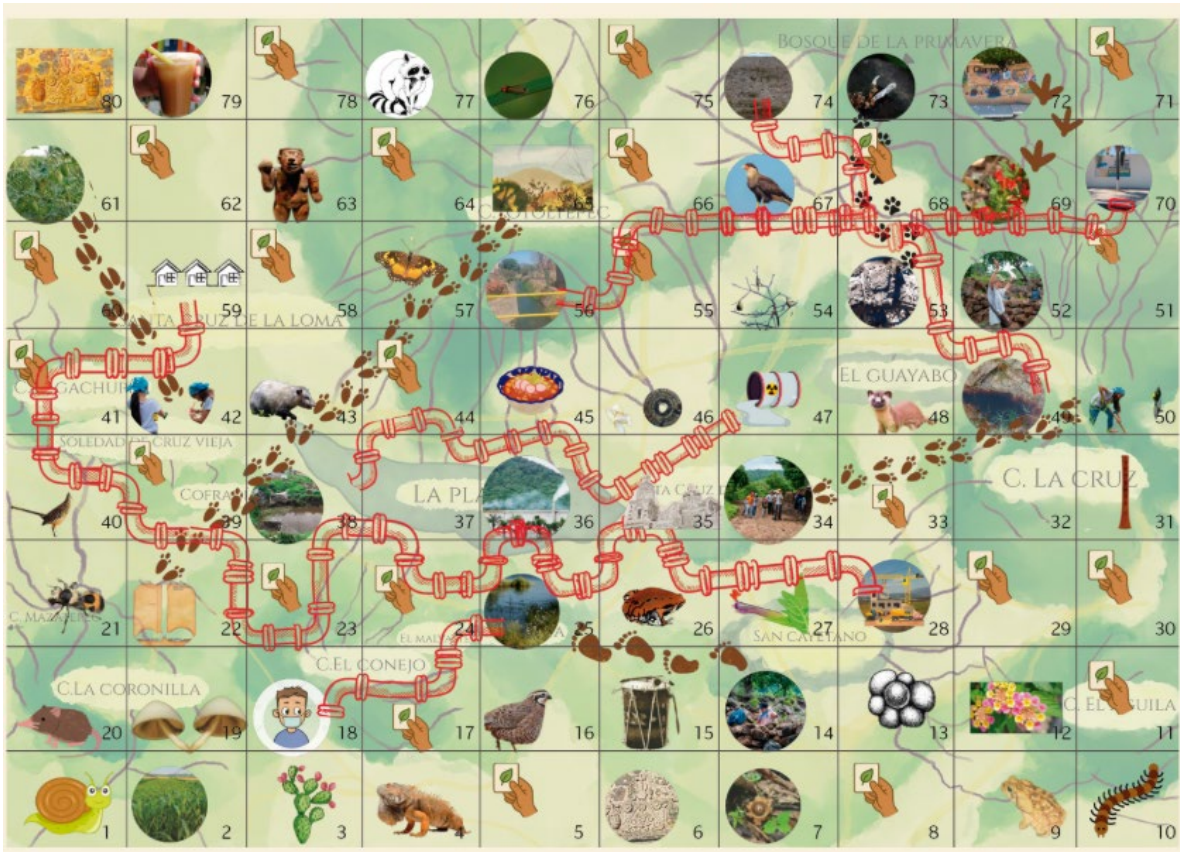 BOSQUE DE LA PRIMAVERA
80 79 78 77 76 75 74 73 72 71
61 62 63 64 65 66 67 68 69 70
60 59 58 57 56 55 54 53 52 51
SANTA CRUZ DE LA LOMA
EL GUAYABO
41 42 43 44 45 46 47 48 49 50
SOLEDAD DE CRUZ VIEJA
C. LA CRUZ
LA
40 39 38 37 36 35 34 33 32 31
21 22 23 24 25 26 27 28 29 30
SAN CAYETANO
C.EL CONEJO
C.LA CORONILLA
20 19 18 17 16 15 14 13 12 11
1 2 3 4 5 6 7 8 9 10